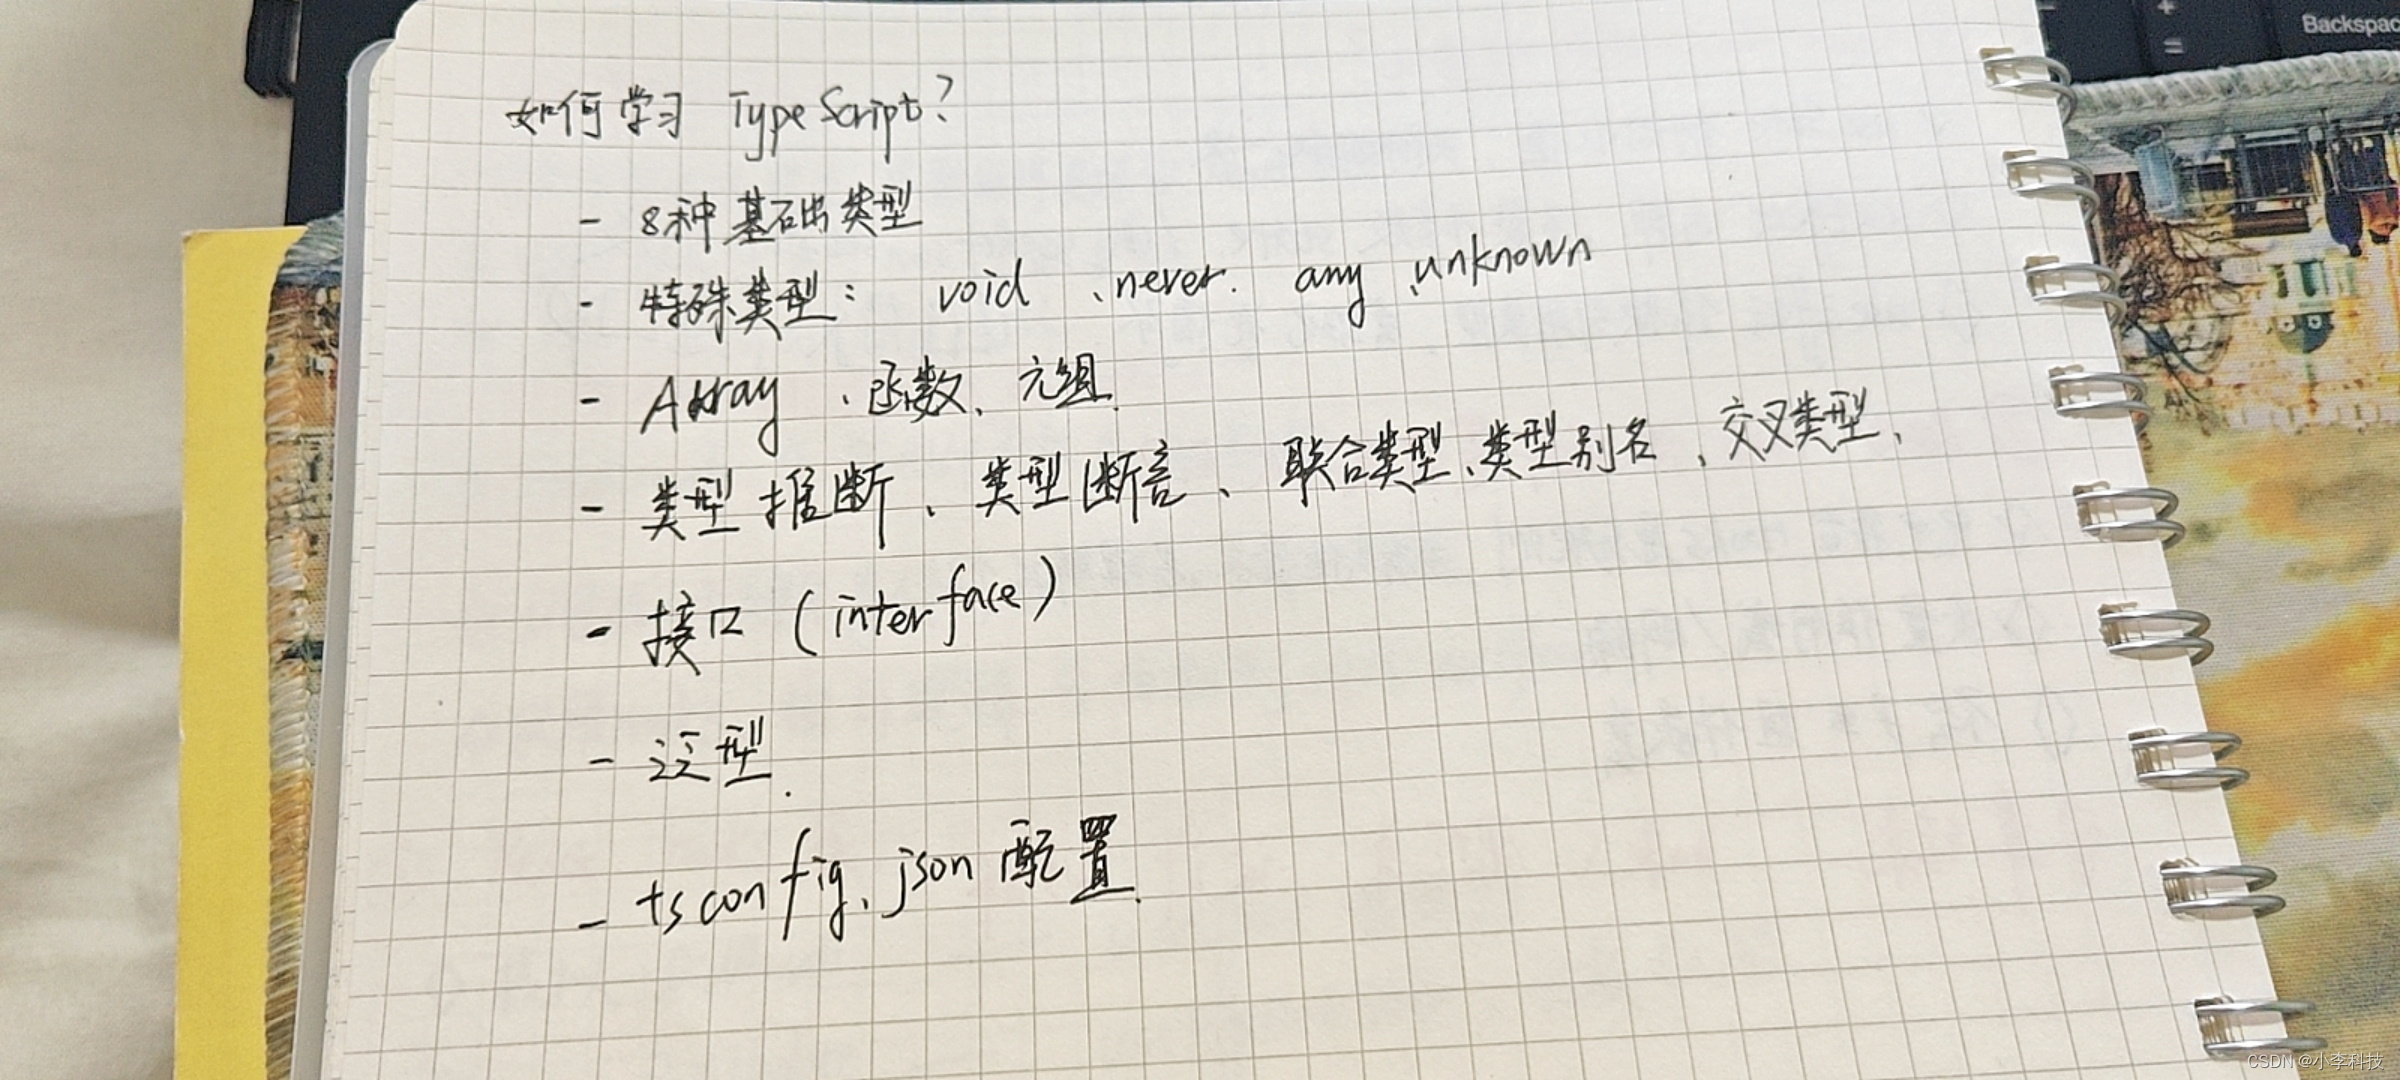 Backspac
+
=
如何学习 TypeScript?
- 8种基础类型
- 特殊类型: void 、never. any 、unknown
- Array 、函数、元组.
- 类型推断、类型断言、联合类型、类型别名、交叉类型、
- 接口 (interface)
- 泛型.
- tsconfig.json 配置.
CSDN @小李科技